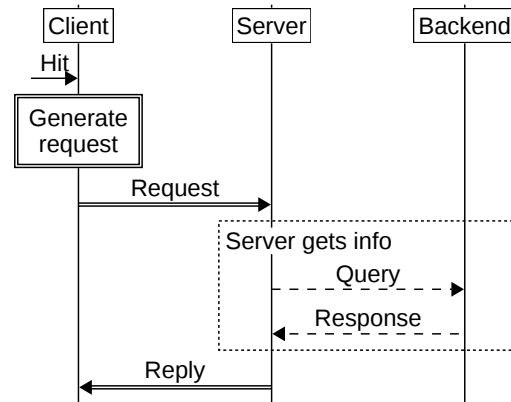 Client
Server
Backend
Hit
Generate
request
Request
Server gets info
Query
Response
Reply